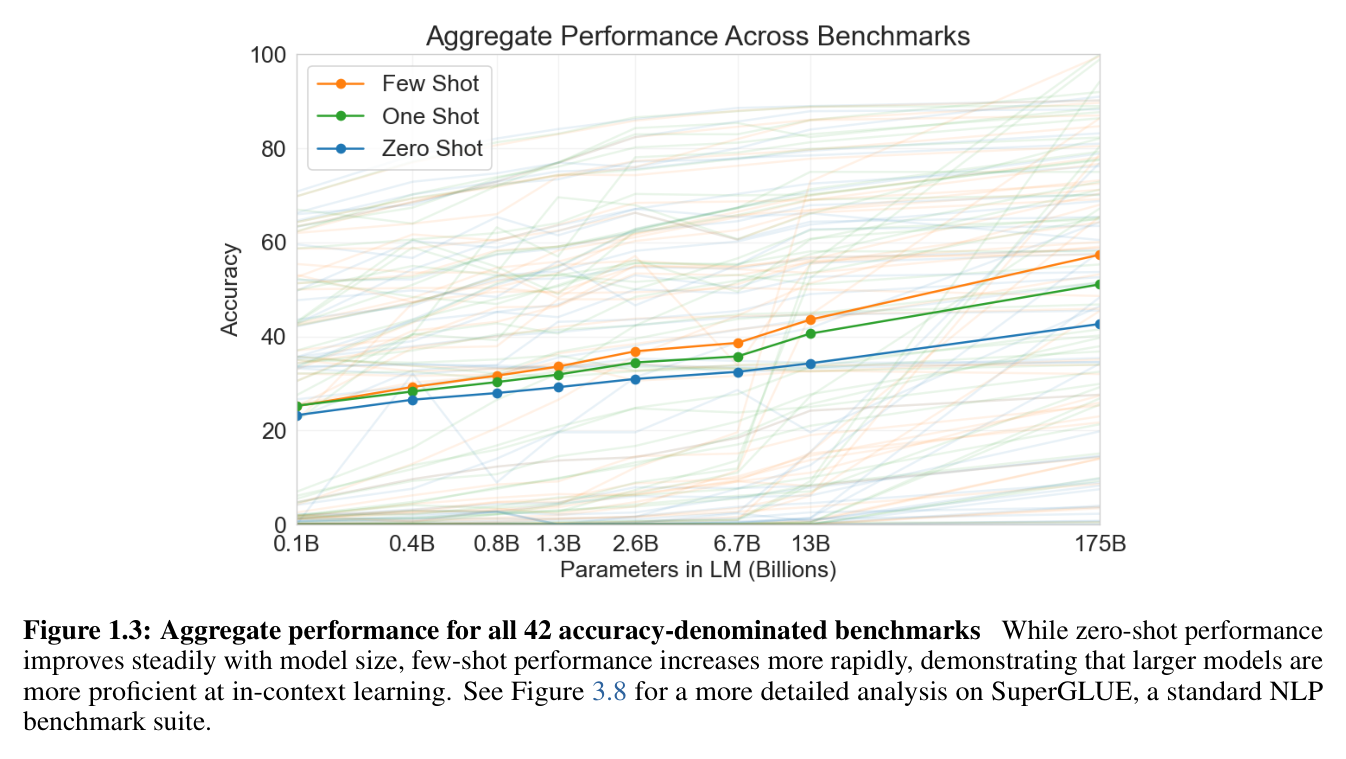 Aggregate Performance Across Benchmarks
100
80
60
40
20
0
Accuracy
Few Shot
One Shot
Zero Shot
0.1B 0.4B 0.8B 1.3B 2.6B 6.7B 13B 175B
Parameters in LM (Billions)
Figure 1.3: Aggregate performance for all 42 accuracy-denominated benchmarks While zero-shot performance
improves steadily with model size, few-shot performance increases more rapidly, demonstrating that larger models are
more proficient at in-context learning. See Figure 3.8 for a more detailed analysis on SuperGLUE, a standard NLP
benchmark suite.